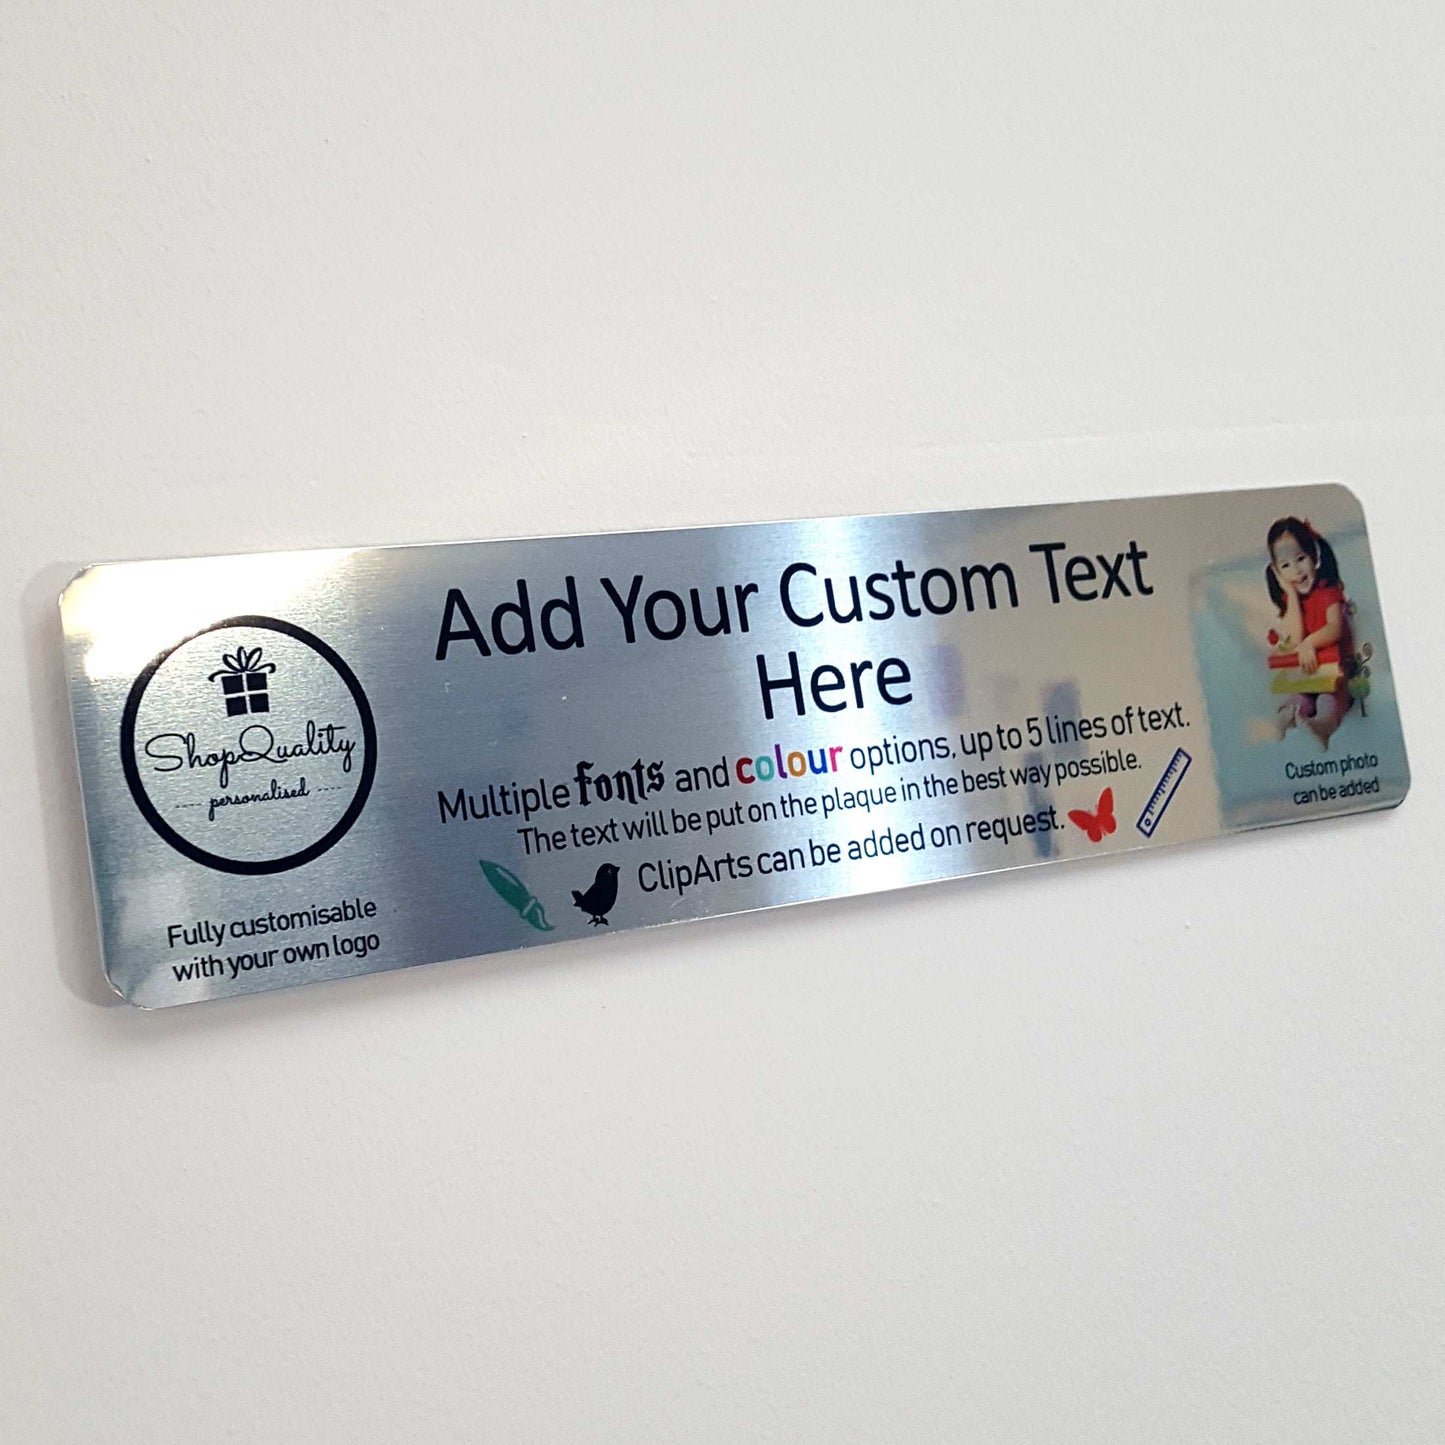 ShopQuality
---- personalised ----
Fully customisable
with your own logo
Add Your Custom Text
Here
Multiple fonts and colour options, up to 5 lines of text.
The text will be put on the plaque in the best way possible.
ClipArts can be added on request.
Custom photo
can be added